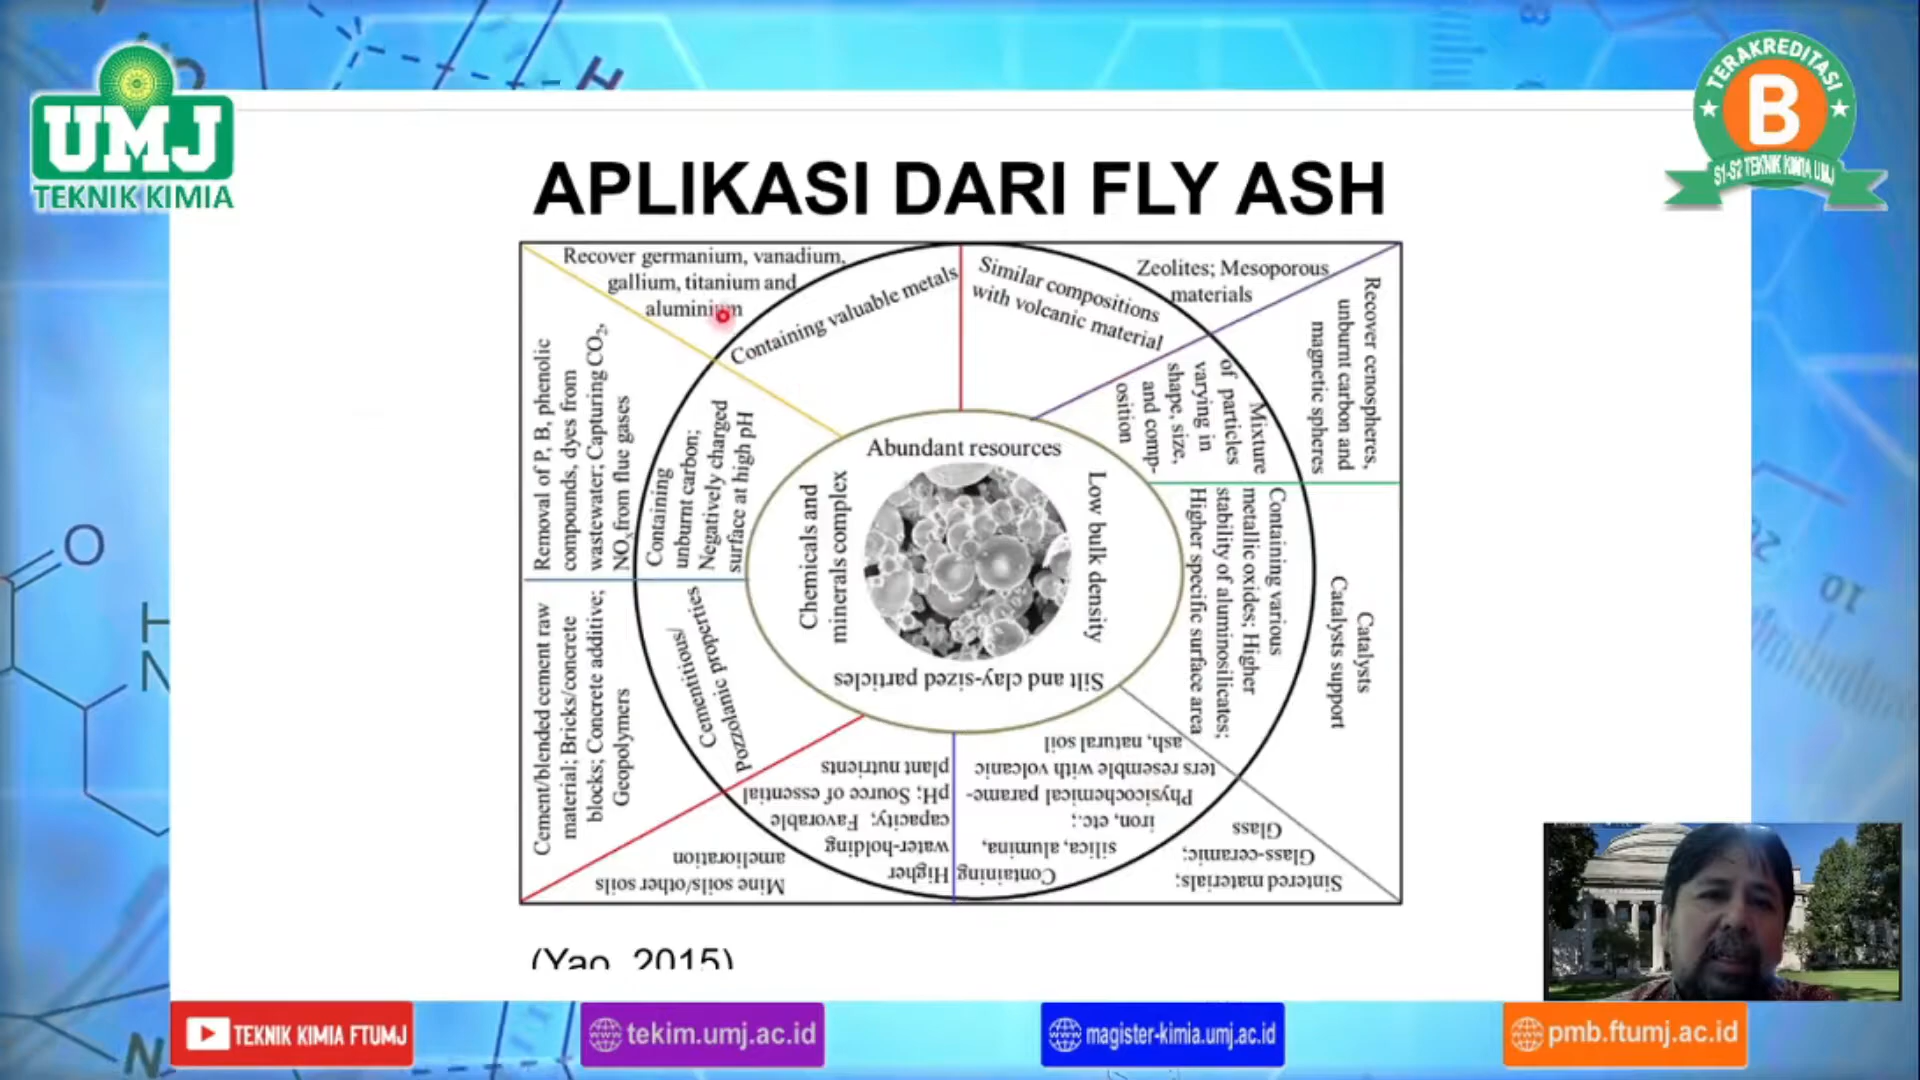 UMJ
TEKNIK KIMIA
TERAKREDITASI
B
S1-S2 TEKNIK KIMIA UMJ
APLIKASI DARI FLY ASH
Recover germanium, vanadium,
gallium, titanium and
aluminium
Containing valuable metals
Similar compositions
with volcanic material
Zeolites; Mesoporous
materials
Recover cenospheres,
unburnt carbon and
magnetic spheres
Mixture
of particles
varying in
shape, size,
and comp-
osition
Containing various
metallic oxides; Higher
stability of aluminosilicates;
Higher specific surface area
Catalysts
Catalysts support
Sintered materials;
Glass-ceramic;
Glass
Containing
silica, alumina,
iron, etc.;
Physicochemical parame-
ters resemble with volcanic
ash, natural soil
Higher
water-holding
capacity; Favorable
pH; Source of essential
plant nutrients
Mine soils/other soils
amelioration
Cementitious/
Pozzolanic properties
Cement/blended cement raw
material; Bricks/concrete
blocks; Concrete additive;
Geopolymers
Containing
unburnt carbon;
Negatively charged
surface at high pH
Removal of P, B, phenolic
compounds, dyes from
wastewater; Capturing CO2,
NOx from flue gases
Abundant resources
Low bulk density
Silt and clay-sized particles
Chemicals and
minerals complex
(Yao, 2015)
TEKNIK KIMIA FTUMJ
tekim.umj.ac.id
magister-kimia.umj.ac.id
pmb.ftumj.ac.id
O
H
N
H
N
20
10